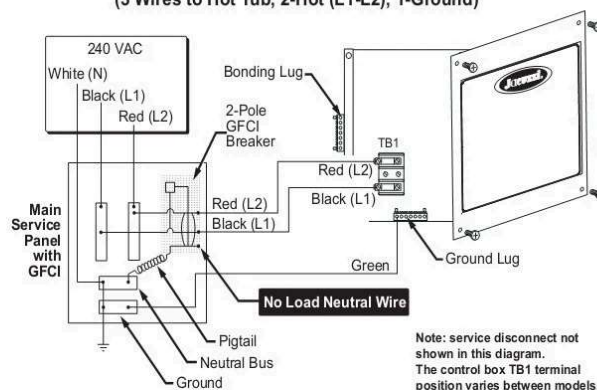 (3 Wires to Hot Tub, 2-Hot (L1-L2), 1-Ground)
240 VAC
White (N)
Black (L1)
Red (L2)
Bonding Lug
2-Pole
GFCI
Breaker
TB1
Red (L2)
Black (L1)
Red (L2)
Black (L1)
Main
Service
Panel
with
GFCI
Green
Ground Lug
No Load Neutral Wire
Pigtail
Neutral Bus
Ground
Jacuzzi
Note: service disconnect not
shown in this diagram.
The control box TB1 terminal
position varies between models.